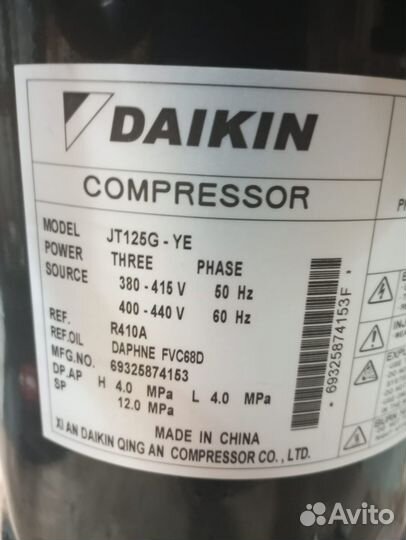 DAIKIN
COMPRESSOR
MODEL JT125G-YE
POWER THREE PHASE
SOURCE 380-415 V 50 Hz
400-440 V 60 Hz
REF. R410A
REF.OIL DAPHNE FVC68D
MFG.NO. 69325874153
DP.AP H 4.0 MPa L 4.0 MPa
SP 12.0 MPa
MADE IN CHINA
XI AN DAIKIN QING AN COMPRESSOR CO., LTD.
* 69325874153F *
Avito